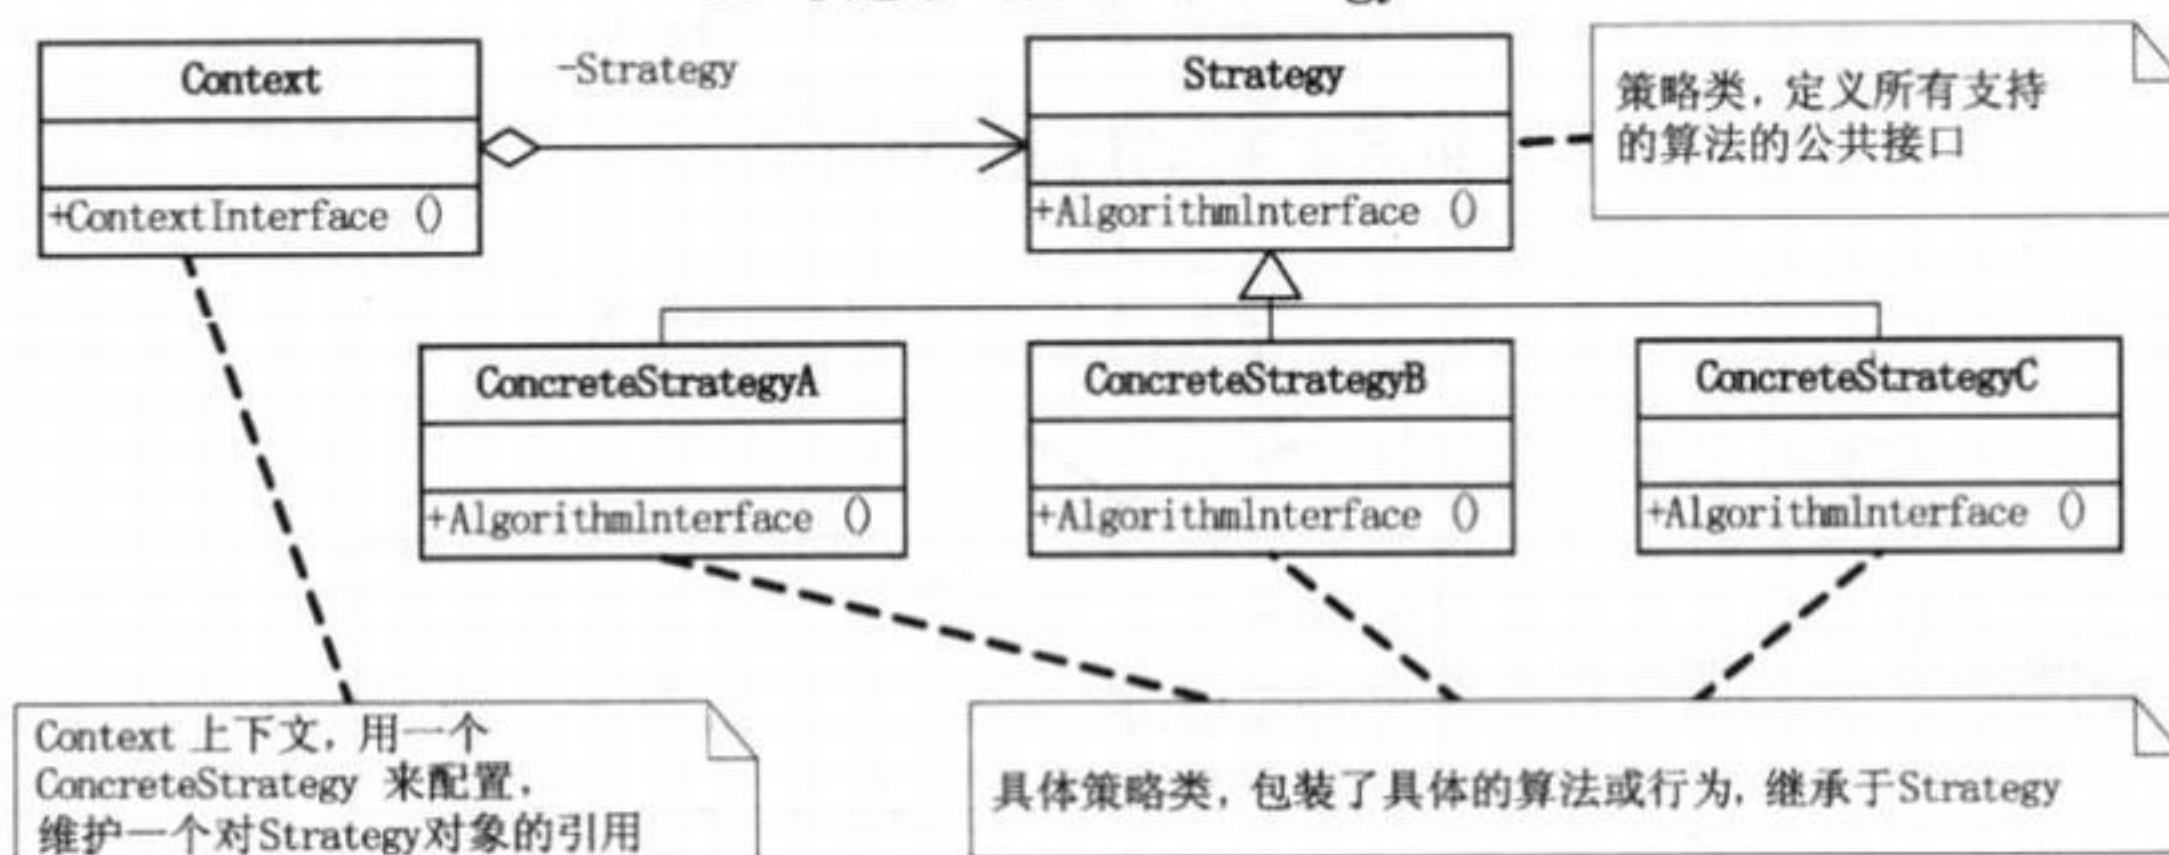 Context
-Strategy
Strategy
策略类，定义所有支持
的算法的公共接口
+ContextInterface ()
+AlgorithmInterface ()
ConcreteStrategyA
ConcreteStrategyB
ConcreteStrategyC
+AlgorithmInterface ()
+AlgorithmInterface ()
+AlgorithmInterface ()
Context 上下文，用一个
ConcreteStrategy 来配置，
维护一个对Strategy对象的引用
具体策略类，包装了具体的算法或行为，继承于Strategy